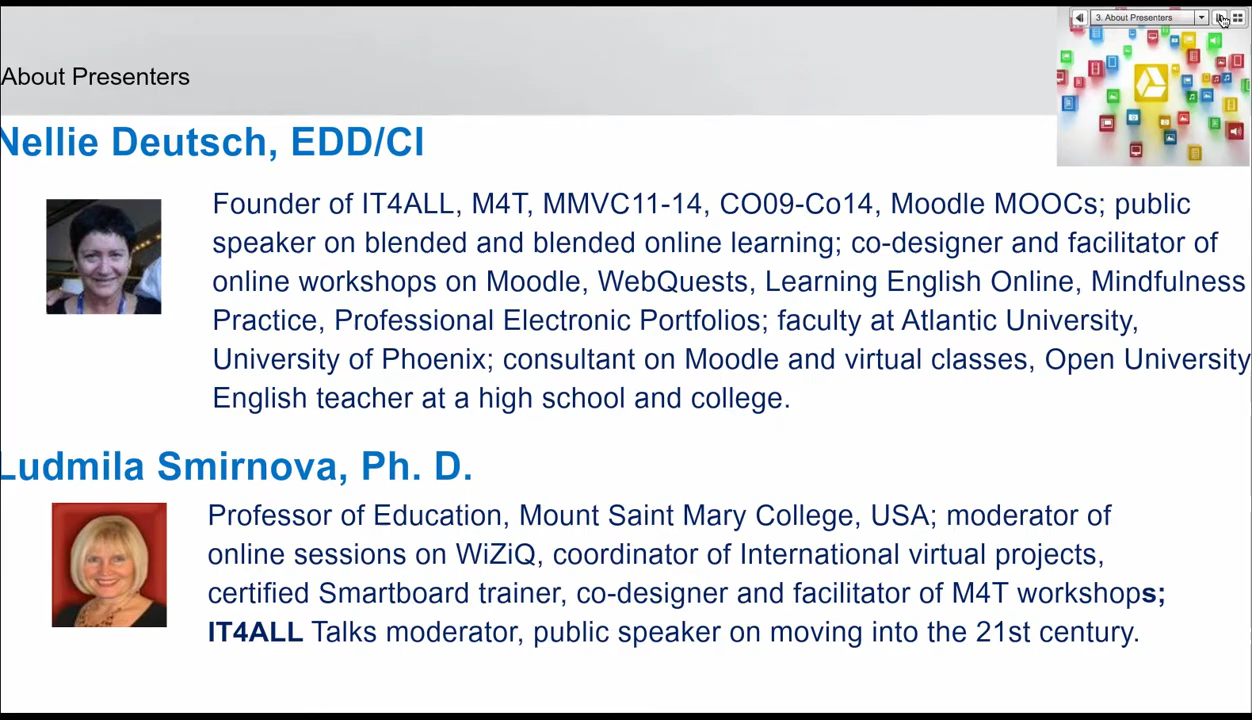 3. About Presenters
About Presenters
Nellie Deutsch, EDD/CI
Founder of IT4ALL, M4T, MMVC11-14, CO09-Co14, Moodle MOOCs; public
speaker on blended and blended online learning; co-designer and facilitator of
online workshops on Moodle, WebQuests, Learning English Online, Mindfulness
Practice, Professional Electronic Portfolios; faculty at Atlantic University,
University of Phoenix; consultant on Moodle and virtual classes, Open University
English teacher at a high school and college.
Ludmila Smirnova, Ph. D.
Professor of Education, Mount Saint Mary College, USA; moderator of
online sessions on WiZiQ, coordinator of International virtual projects,
certified Smartboard trainer, co-designer and facilitator of M4T workshops;
IT4ALL Talks moderator, public speaker on moving into the 21st century.